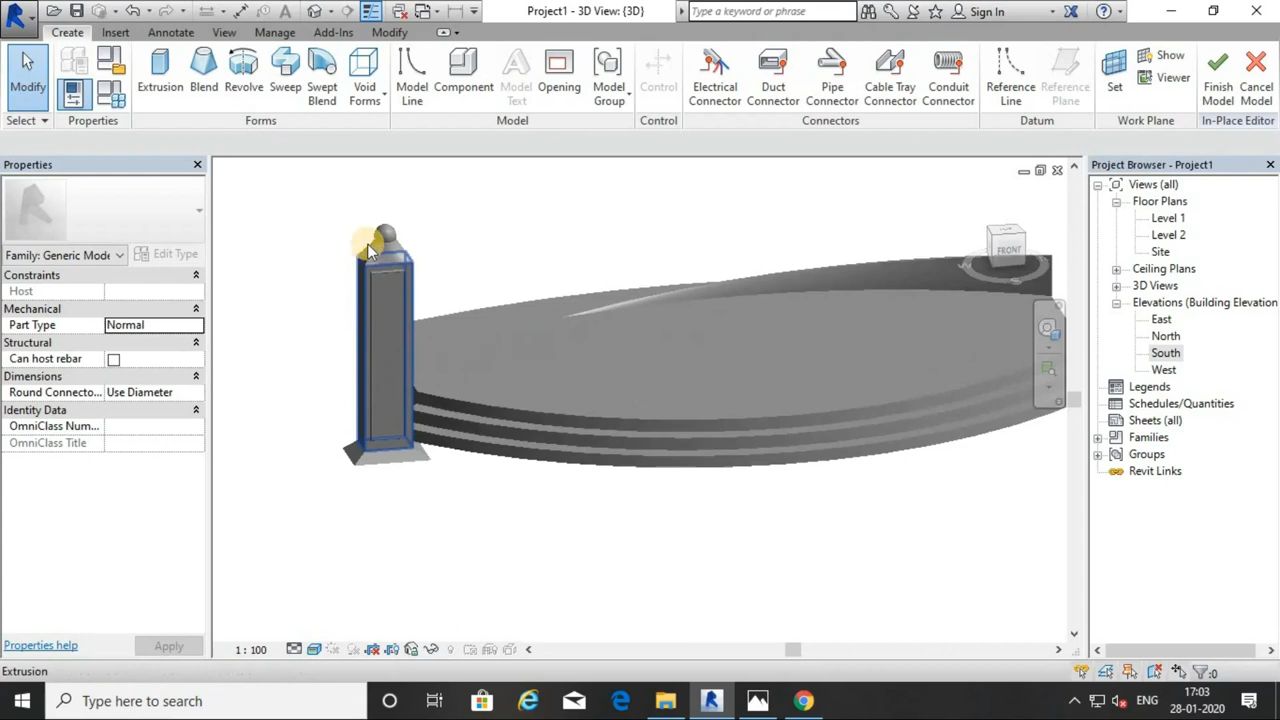 Project1 - 3D View: {3D}
Type a keyword or phrase
Sign In
Create
Insert
Annotate
View
Manage
Add-Ins
Modify
Modify
Extrusion
Blend
Revolve
Sweep
Swept Blend
Void Forms
Model Line
Component
Model Text
Opening
Model Group
Control
Electrical Connector
Duct Connector
Pipe Connector
Cable Tray Connector
Conduit Connector
Reference Line
Reference Plane
Set
Show
Viewer
Finish Model
Cancel Model
Select
Properties
Forms
Model
Control
Connectors
Datum
Work Plane
In-Place Editor
Properties
Family: Generic Mode
Edit Type
Constraints
Host
Mechanical
Part Type
Normal
Structural
Can host rebar
Dimensions
Round Connecto...
Use Diameter
Identity Data
OmniClass Num...
OmniClass Title
Properties help
Apply
FRONT
Project Browser - Project1
Views (all)
Floor Plans
Level 1
Level 2
Site
Ceiling Plans
3D Views
Elevations (Building Elevation
East
North
South
West
Legends
Schedules/Quantities
Sheets (all)
Families
Groups
Revit Links
1 : 100
Extrusion
:0
Type here to search
ENG
17:03
28-01-2020